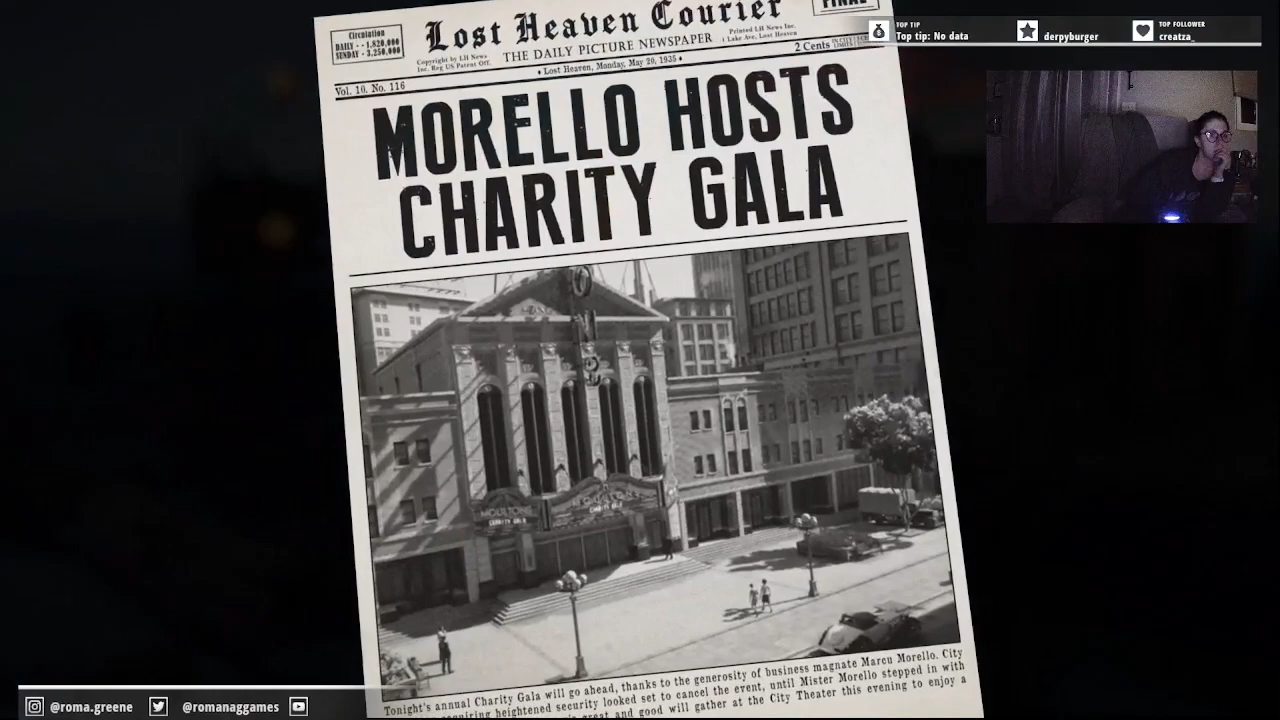 Lost Heaven Courier
FINAL
Circulation
DAILY - - 1,820,000
SUNDAY - 3,250,000
Copyright by LH News
Inc. Reg US Patent Off.
THE DAILY PICTURE NEWSPAPER
Printed LH News Inc.
1 Lake Ave, Lost Heaven
2 Cents
Vol. 10. No. 116
• Lost Heaven, Monday, May 20, 1935 •
MORELLO HOSTS
CHARITY GALA
MOULTONS
CHARITY GALA
CHARITY GALA
Tonight's annual Charity Gala will go ahead, thanks to the generosity of business magnate Marcu Morello. City
requiring heightened security looked set to cancel the event, until Mister Morello stepped in with
great and good will gather at the City Theater this evening to enjoy a
TOP TIP
Top tip: No data
derpyburger
TOP FOLLOWER
creatza_
@roma.greene
@romanaggames